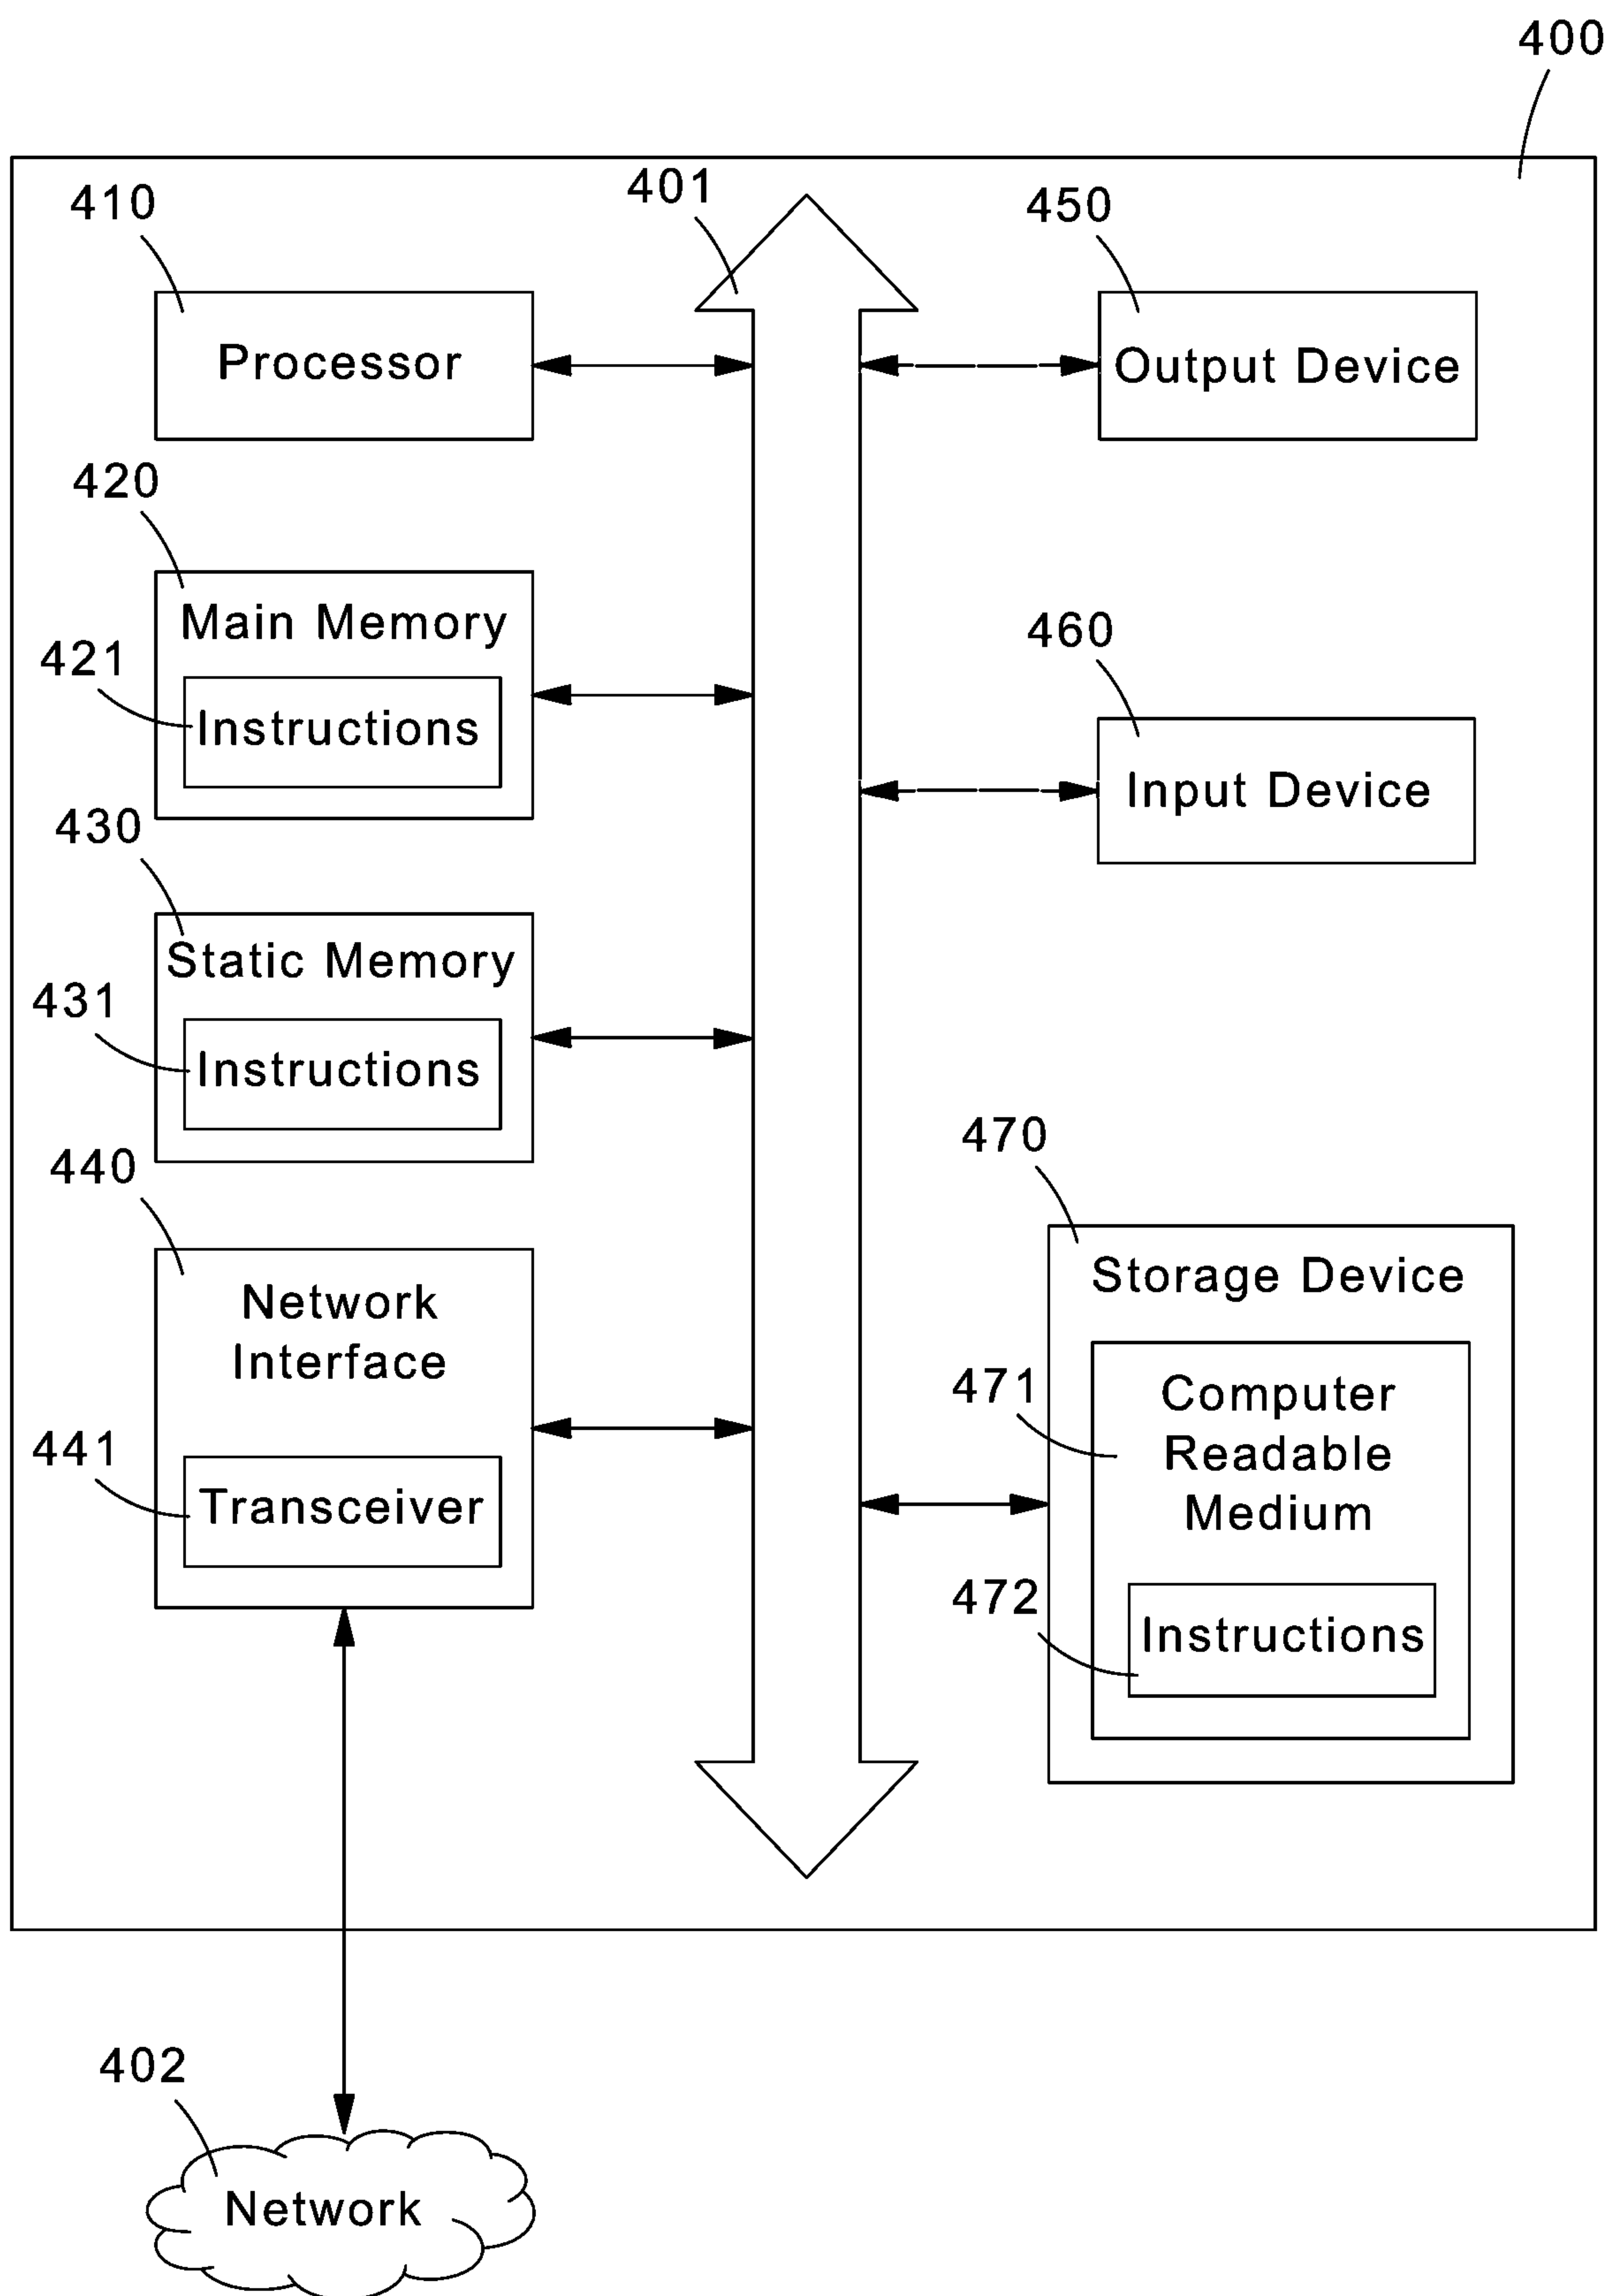 400
410
401
450
Processor
Output Device
420
Main Memory
421
Instructions
460
Input Device
430
Static Memory
431
Instructions
440
Network
Interface
441
Transceiver
470
Storage Device
471
Computer
Readable
Medium
472
Instructions
402
Network